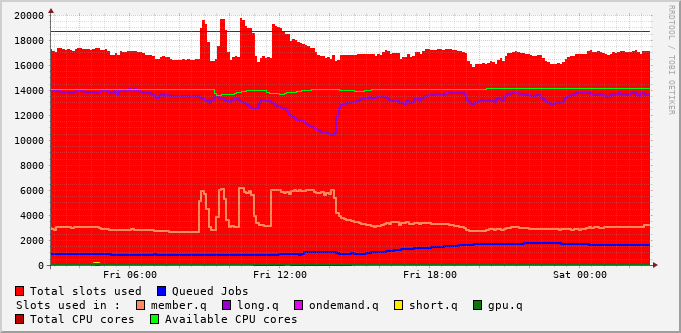 20000
18000
16000
14000
12000
10000
8000
6000
4000
2000
0
Fri 06:00 Fri 12:00 Fri 18:00 Sat 00:00
RRDTOOL / TOBI OETIKER
Total slots used Queued Jobs
Slots used in : member.q long.q ondemand.q short.q gpu.q
Total CPU cores Available CPU cores